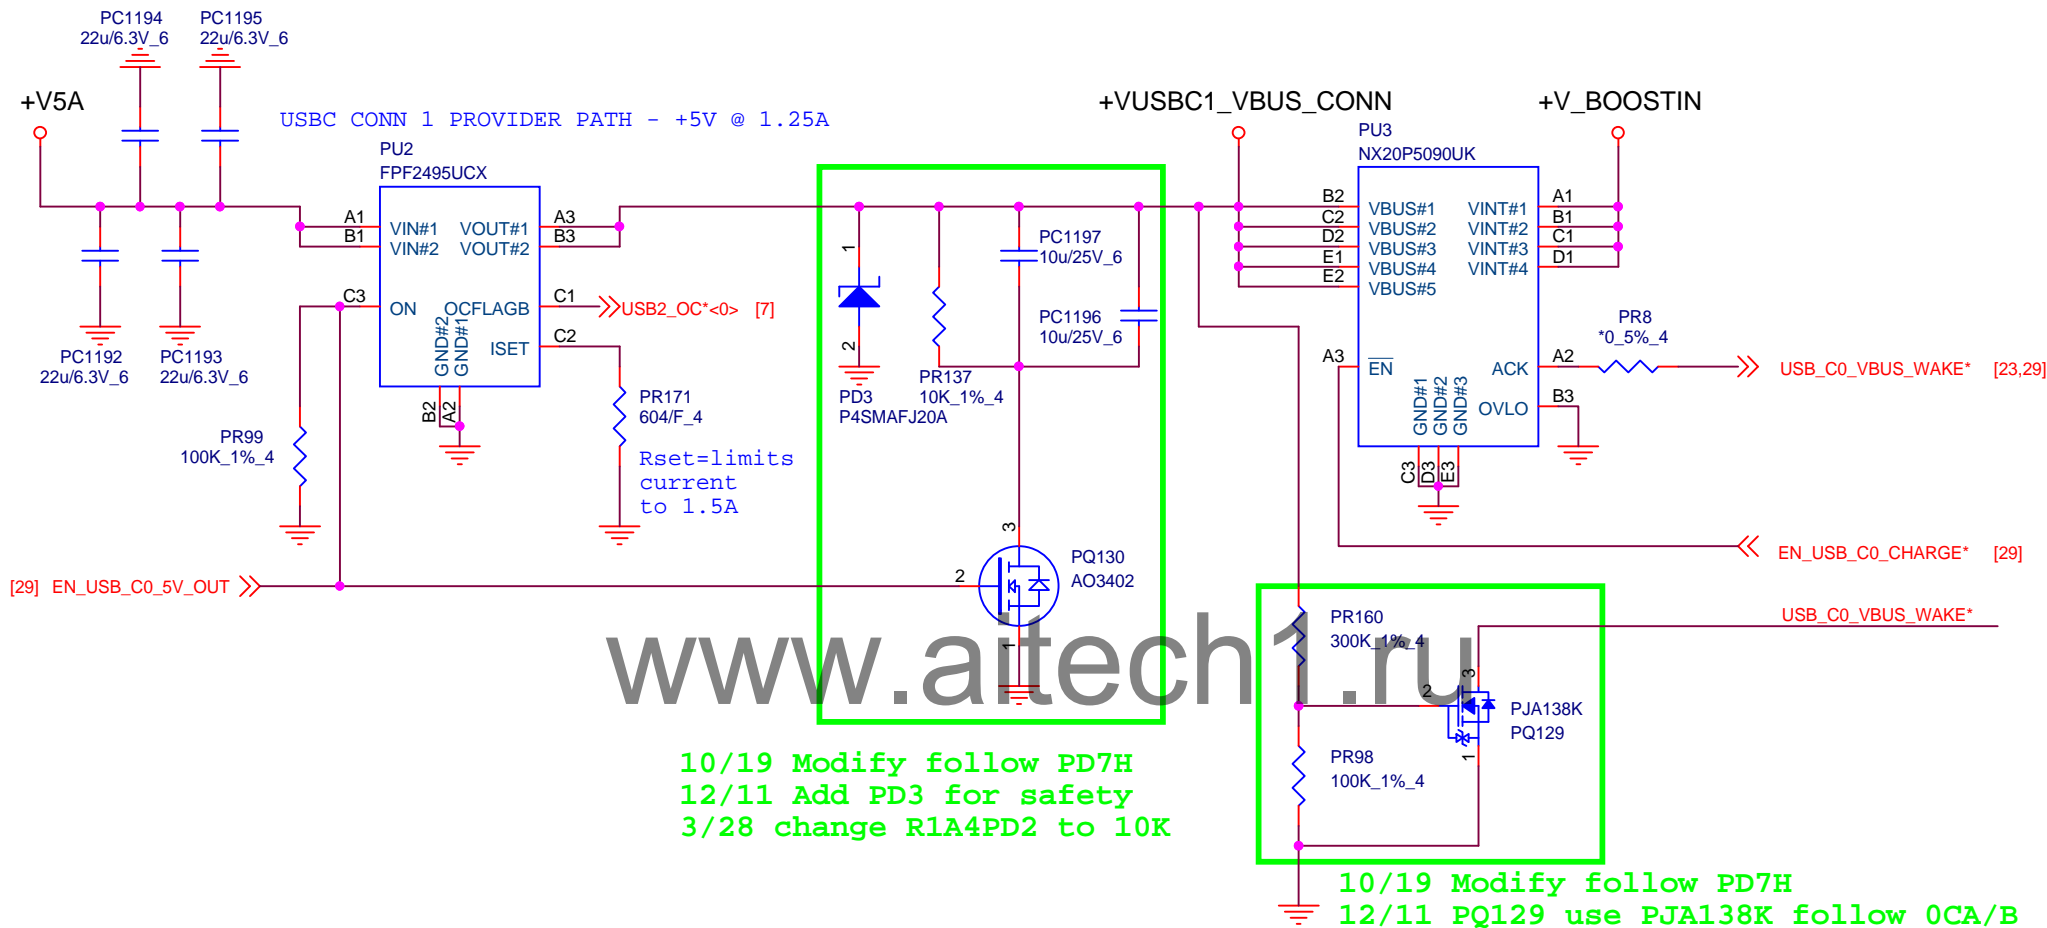 PC1194
22u/6.3V_6
PC1195
22u/6.3V_6
+V5A
USBC CONN 1 PROVIDER PATH - +5V @ 1.25A
+VUSBC1_VBUS_CONN
+V_BOOSTIN
PU2
FPF2495UCX
PU3
NX20P5090UK
A1
B1
C3
VIN#1
VIN#2
ON
VOUT#1
VOUT#2
OCFLAGB
ISET
GND#2
GND#1
A3
B3
C1
C2
B2
A2
USB2_OC*<0> [7]
PC1192
22u/6.3V_6
PC1193
22u/6.3V_6
PR99
100K_1%_4
PR171
604/F_4
Rset=limits
current
to 1.5A
1
2
PD3
P4SMAFJ20A
PR137
10K_1%_4
PC1197
10u/25V_6
PC1196
10u/25V_6
3
2
1
PQ130
AO3402
[29] EN_USB_C0_5V_OUT
B2
C2
D2
E1
E2
A3
VBUS#1
VBUS#2
VBUS#3
VBUS#4
VBUS#5
EN
VINT#1
VINT#2
VINT#3
VINT#4
ACK
OVLO
GND#1
GND#2
GND#3
A1
B1
C1
D1
A2
B3
C3
D3
E3
PR8
*0_5%_4
USB_C0_VBUS_WAKE* [23,29]
EN_USB_C0_CHARGE* [29]
USB_C0_VBUS_WAKE*
PR160
300K_1%_4
PR98
100K_1%_4
2
3
1
PJA138K
PQ129
www.aitech1.ru
10/19 Modify follow PD7H
12/11 Add PD3 for safety
3/28 change R1A4PD2 to 10K
10/19 Modify follow PD7H
12/11 PQ129 use PJA138K follow 0CA/B